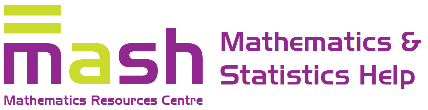 mash
Mathematics Resources Centre
Mathematics &
Statistics Help